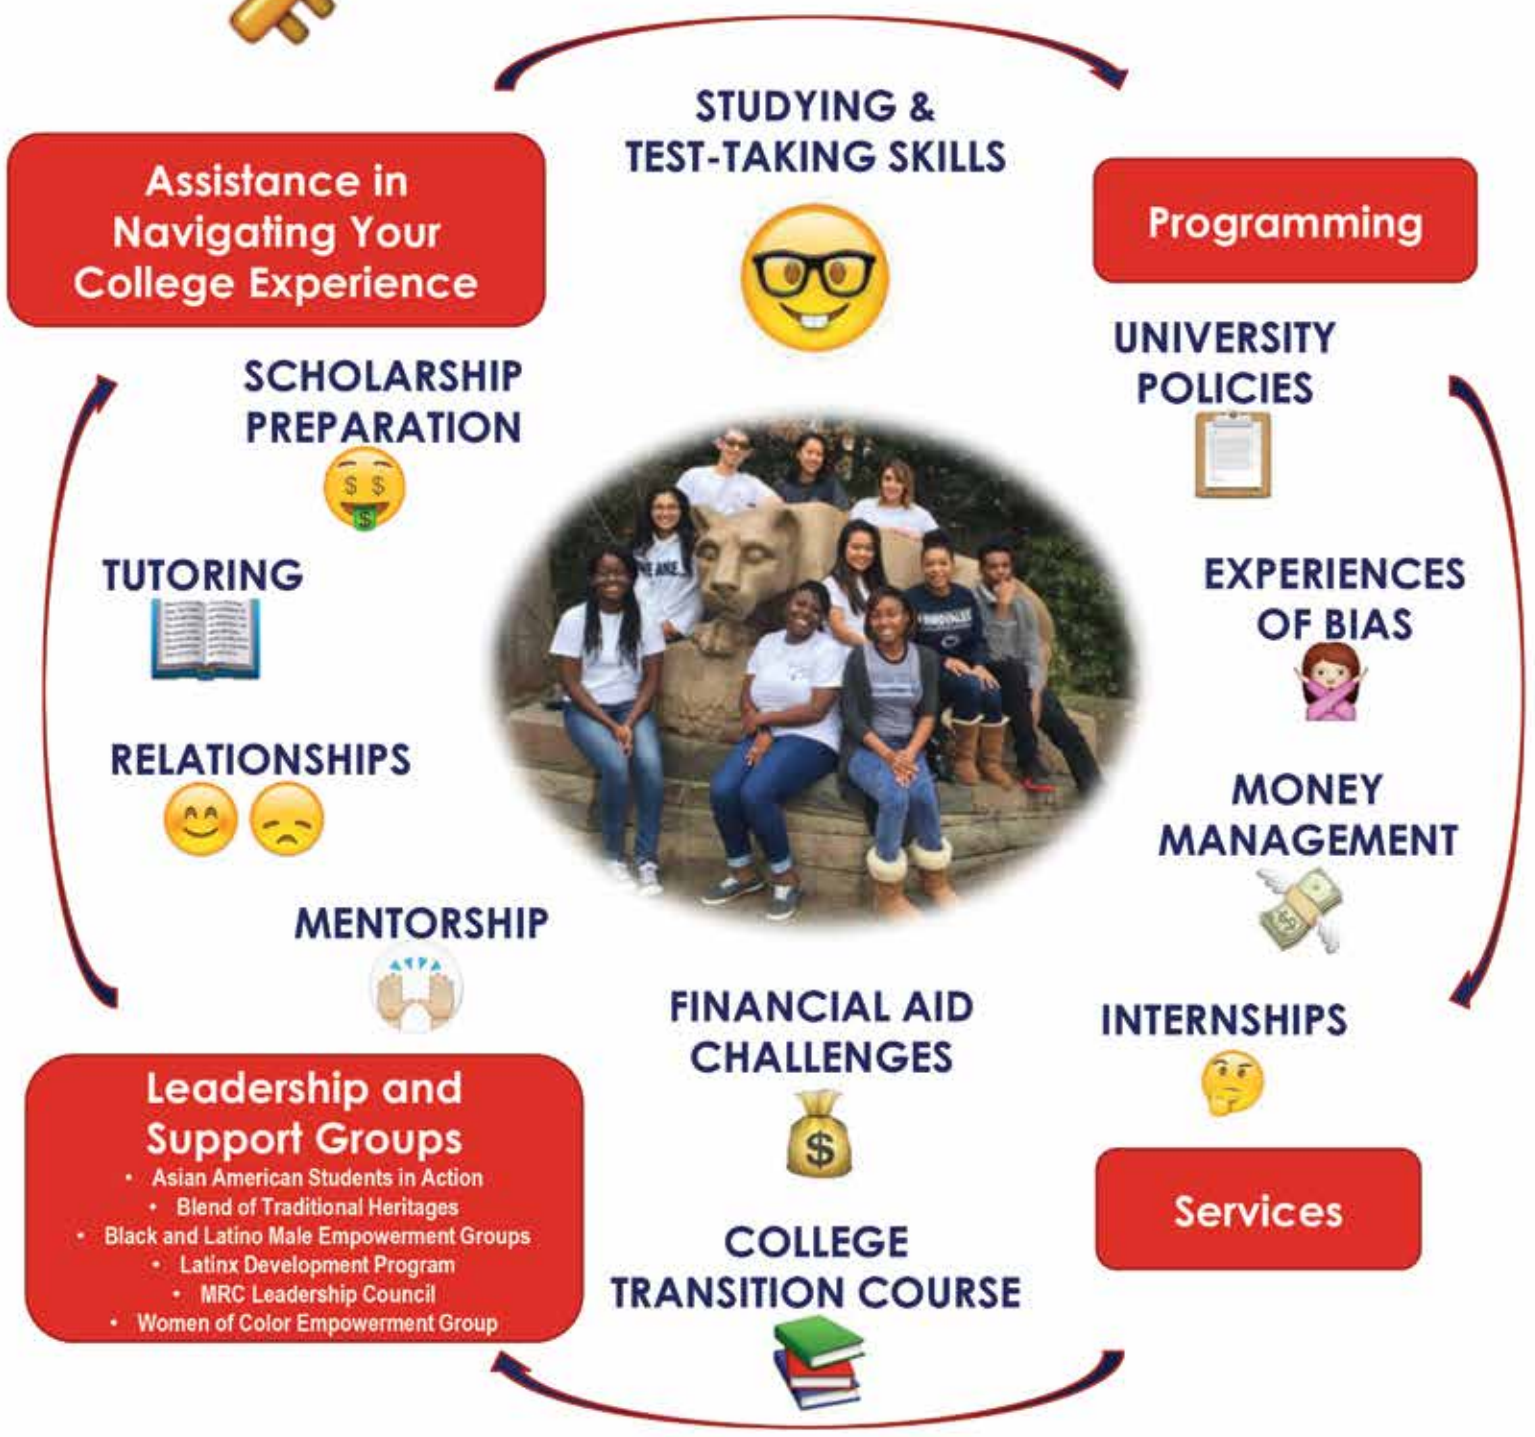 STUDYING &
TEST-TAKING SKILLS
Assistance in
Navigating Your
College Experience
Programming
UNIVERSITY
POLICIES
SCHOLARSHIP
PREPARATION
$ $
$
TUTORING
EXPERIENCES
OF BIAS
WE ARE
RELATIONSHIPS
MONEY
MANAGEMENT
MENTORSHIP
FINANCIAL AID
CHALLENGES
$
INTERNSHIPS
Leadership and
Support Groups
• Asian American Students in Action
• Blend of Traditional Heritages
• Black and Latino Male Empowerment Groups
• Latinx Development Program
• MRC Leadership Council
• Women of Color Empowerment Group
Services
COLLEGE
TRANSITION COURSE